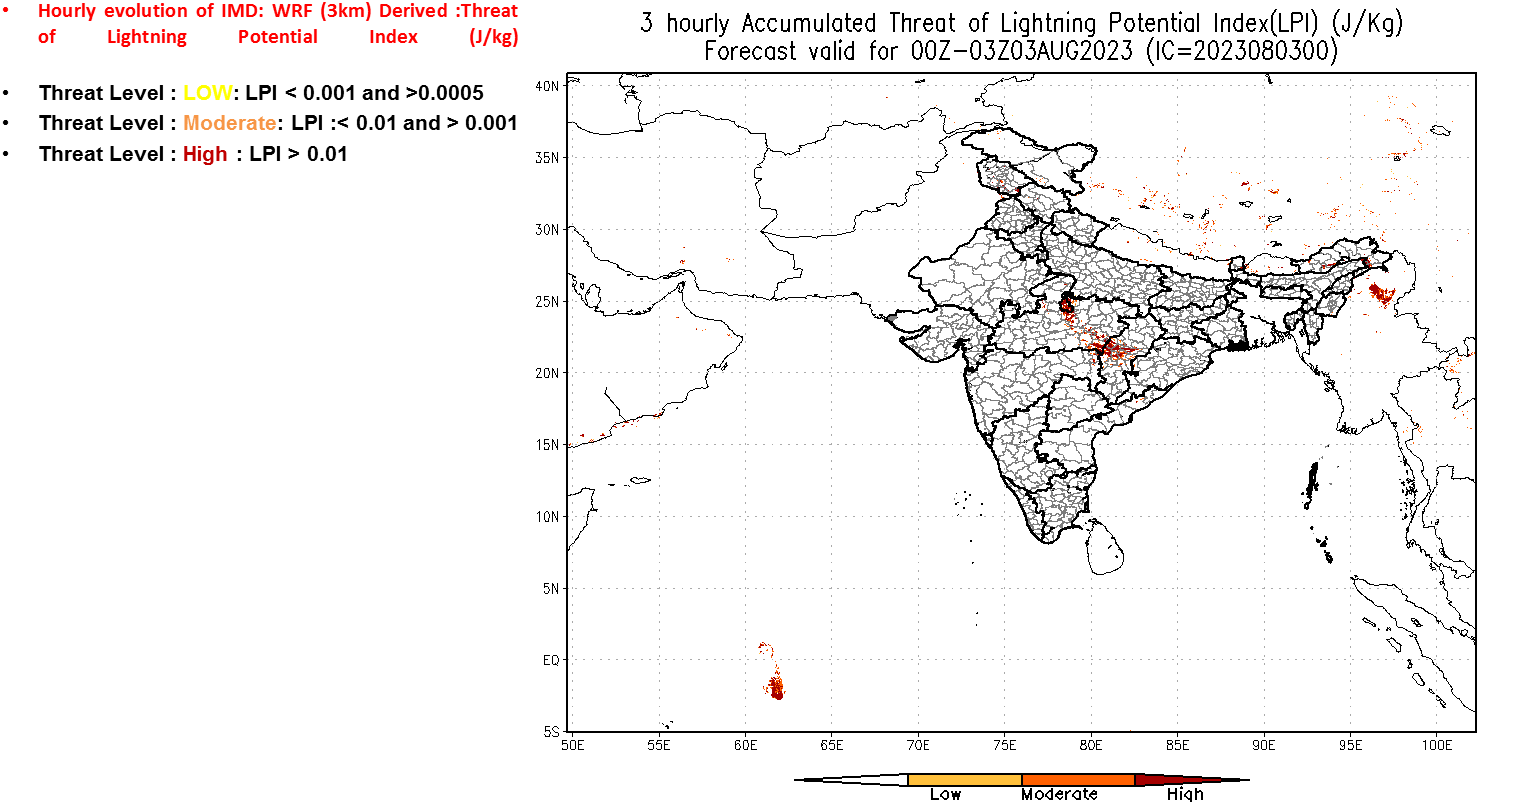 • Hourly evolution of IMD: WRF (3km) Derived :Threat
of Lightning Potential Index (J/kg)
• Threat Level : LOW: LPI < 0.001 and >0.0005
• Threat Level : Moderate: LPI :< 0.01 and > 0.001
• Threat Level : High : LPI > 0.01
3 hourly Accumulated Threat of Lightning Potential Index(LPI) (J/Kg)
Forecast valid for 00Z-03Z03AUG2023 (IC=2023080300)
40N
35N
30N
25N
20N
15N
10N
5N
EQ
5S
50E 55E 60E 65E 70E 75E 80E 85E 90E 95E 100E
Low Moderate High